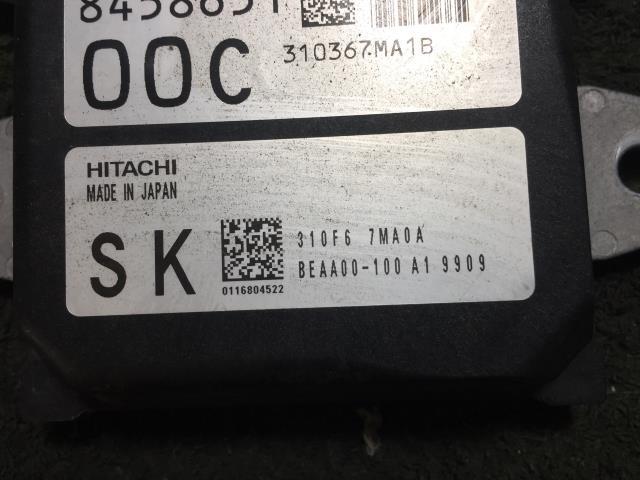 00C
310367MA1B
HITACHI
MADE IN JAPAN
SK
310F6 7MA0A
BEAA00-100 A1 9909
0116804522